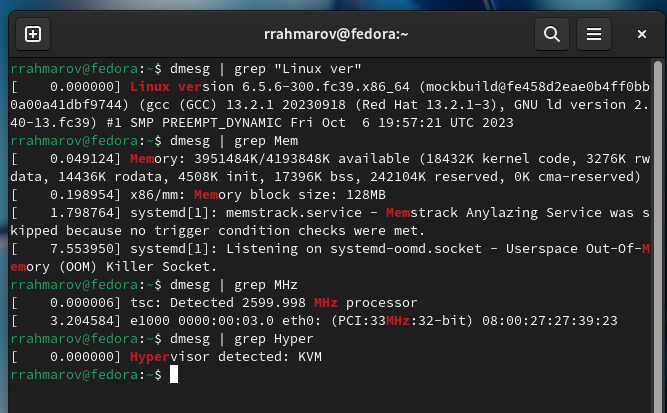 rrahmarov@fedora:~
rrahmarov@fedora:~$ dmesg | grep "Linux ver"
[    0.000000] Linux version 6.5.6-300.fc39.x86_64 (mockbuild@fe458d2eae0b4ff0bb
0a00a41dbf9744) (gcc (GCC) 13.2.1 20230918 (Red Hat 13.2.1-3), GNU ld version 2.
40-13.fc39) #1 SMP PREEMPT_DYNAMIC Fri Oct  6 19:57:21 UTC 2023
rrahmarov@fedora:~$ dmesg | grep Mem
[    0.049124] Memory: 3951484K/4193848K available (18432K kernel code, 3276K rw
data, 14436K rodata, 4508K init, 17396K bss, 242104K reserved, 0K cma-reserved)
[    0.198954] x86/mm: Memory block size: 128MB
[    1.798764] systemd[1]: memstrack.service - Memstrack Anylazing Service was s
kipped because no trigger condition checks were met.
[    7.553950] systemd[1]: Listening on systemd-oomd.socket - Userspace Out-Of-M
emory (OOM) Killer Socket.
rrahmarov@fedora:~$ dmesg | grep MHz
[    0.000006] tsc: Detected 2599.998 MHz processor
[    3.204584] e1000 0000:00:03.0 eth0: (PCI:33MHz:32-bit) 08:00:27:27:39:23
rrahmarov@fedora:~$ dmesg | grep Hyper
[    0.000000] Hypervisor detected: KVM
rrahmarov@fedora:~$